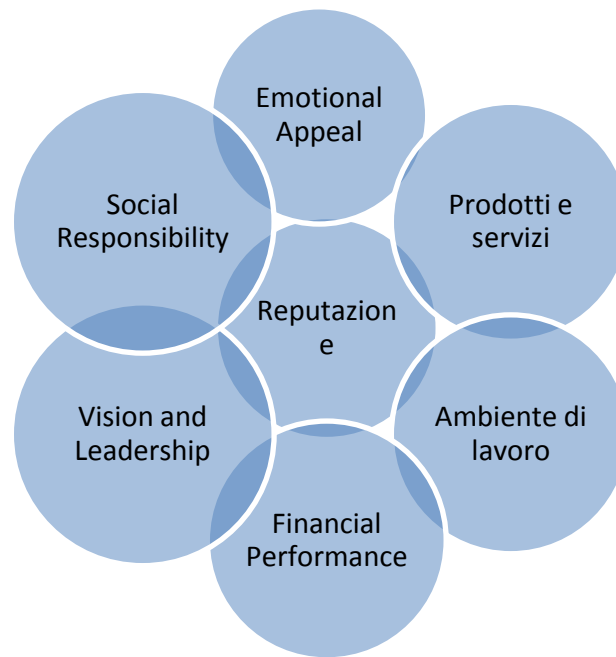 Emotional
Appeal
Social
Responsibility
Prodotti e
servizi
Reputazion
e
Vision and
Leadership
Ambiente di
lavoro
Financial
Performance